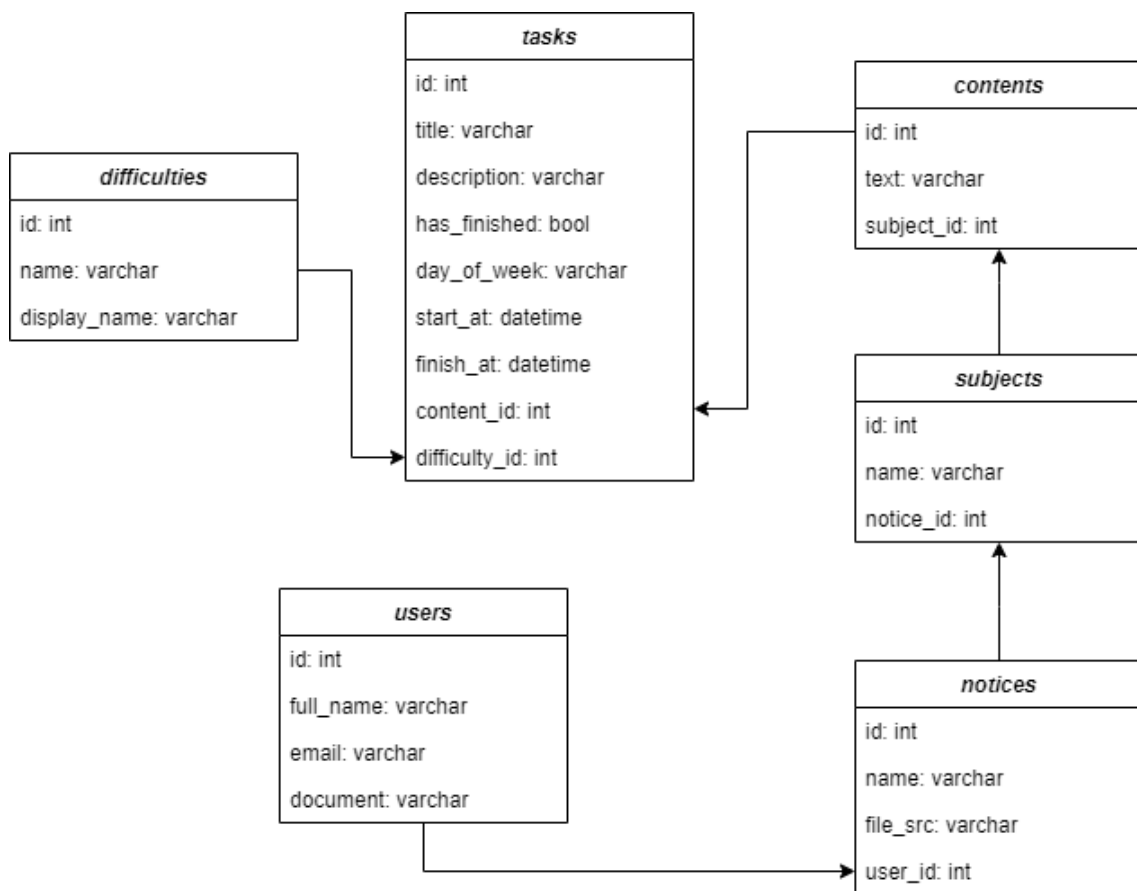 tasks
id: int
title: varchar
description: varchar
has_finished: bool
day_of_week: varchar
start_at: datetime
finish_at: datetime
content_id: int
difficulty_id: int
contents
id: int
text: varchar
subject_id: int
difficulties
id: int
name: varchar
display_name: varchar
subjects
id: int
name: varchar
notice_id: int
users
id: int
full_name: varchar
email: varchar
document: varchar
notices
id: int
name: varchar
file_src: varchar
user_id: int